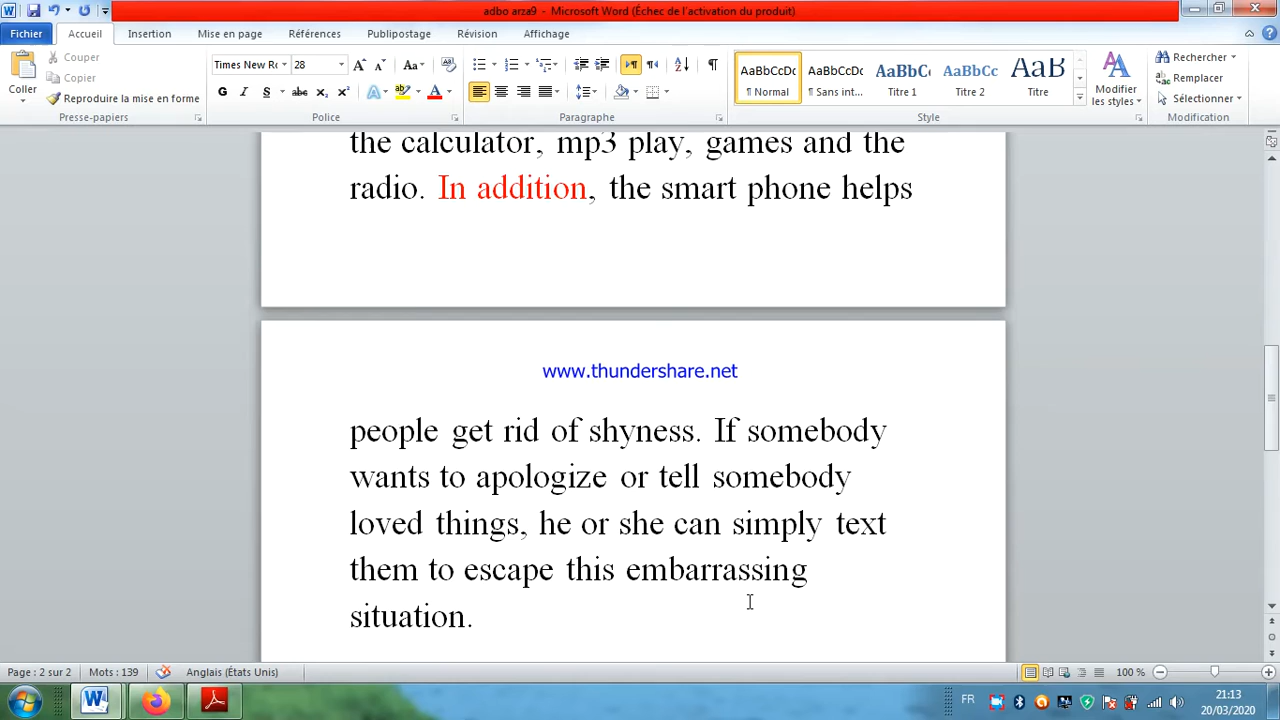 adbo arza9 - Microsoft Word (Échec de l'activation du produit)
Fichier Accueil Insertion Mise en page Références Publipostage Révision Affichage
Coller
Couper
Copier
Reproduire la mise en forme
Presse-papiers
Times New Ro 28
Police
Paragraphe
AaBbCcDc ¶ Normal
AaBbCcDc ¶ Sans int...
AaBbC Titre 1
AaBbCc Titre 2
AaB Titre
Modifier les styles
Style
Rechercher
Remplacer
Sélectionner
Modification
the calculator, mp3 play, games and the
radio. In addition, the smart phone helps
www.thundershare.net
people get rid of shyness. If somebody
wants to apologize or tell somebody
loved things, he or she can simply text
them to escape this embarrassing
situation.
Page : 2 sur 2 Mots : 139 Anglais (États Unis) 100 %
FR 21:13
20/03/2020